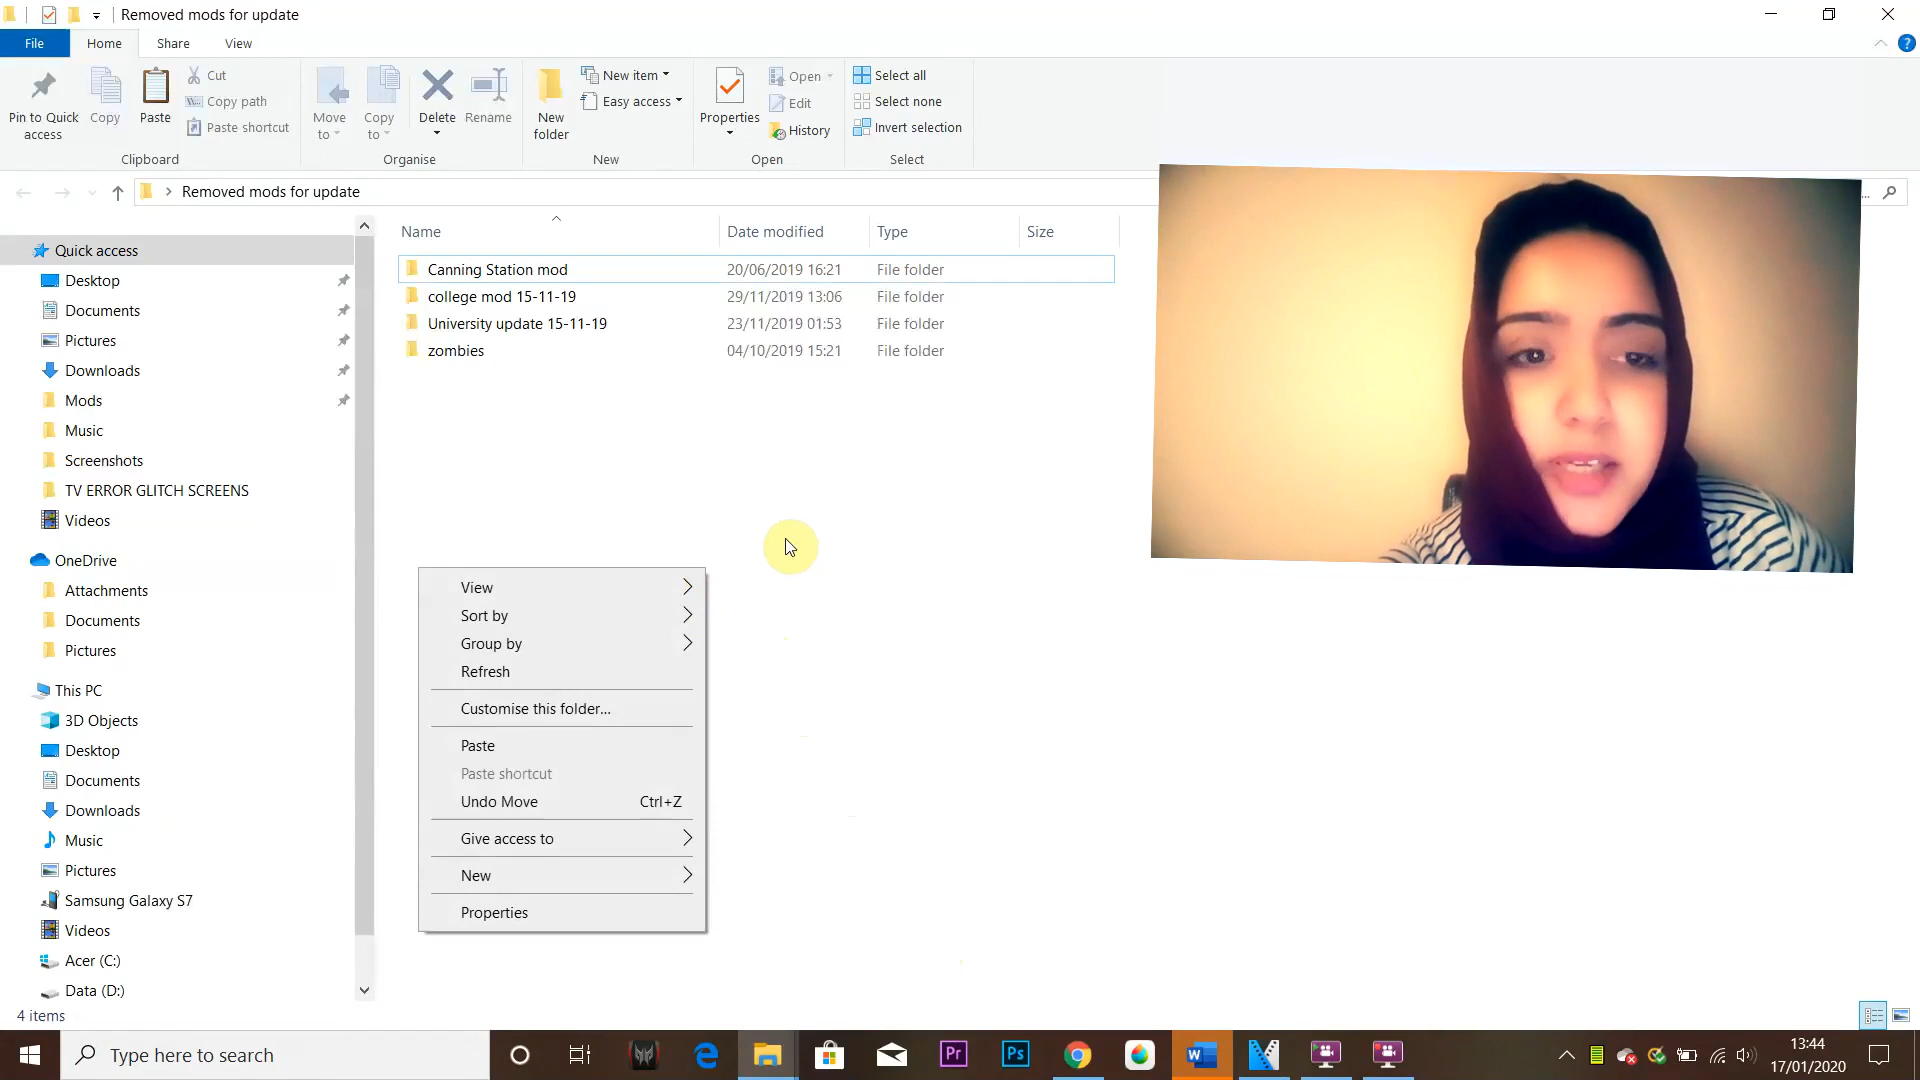 Removed mods for update
File Home Share View
Pin to Quick access
Copy
Paste
Cut
Copy path
Paste shortcut
Clipboard
Move to
Copy to
Delete
Rename
Organise
New folder
New item
Easy access
New
Properties
Open
Edit
History
Open
Select all
Select none
Invert selection
Select
Removed mods for update
Name Date modified Type Size
Canning Station mod 20/06/2019 16:21 File folder
college mod 15-11-19 29/11/2019 13:06 File folder
University update 15-11-19 23/11/2019 01:53 File folder
zombies 04/10/2019 15:21 File folder
Quick access
Desktop
Documents
Pictures
Downloads
Mods
Music
Screenshots
TV ERROR GLITCH SCREENS
Videos
OneDrive
Attachments
Documents
Pictures
This PC
3D Objects
Desktop
Documents
Downloads
Music
Pictures
Samsung Galaxy S7
Videos
Acer (C:)
Data (D:)
View
Sort by
Group by
Refresh
Customise this folder...
Paste
Paste shortcut
Undo Move Ctrl+Z
Give access to
New
Properties
4 items
Type here to search
Pr
Ps
13:44
17/01/2020